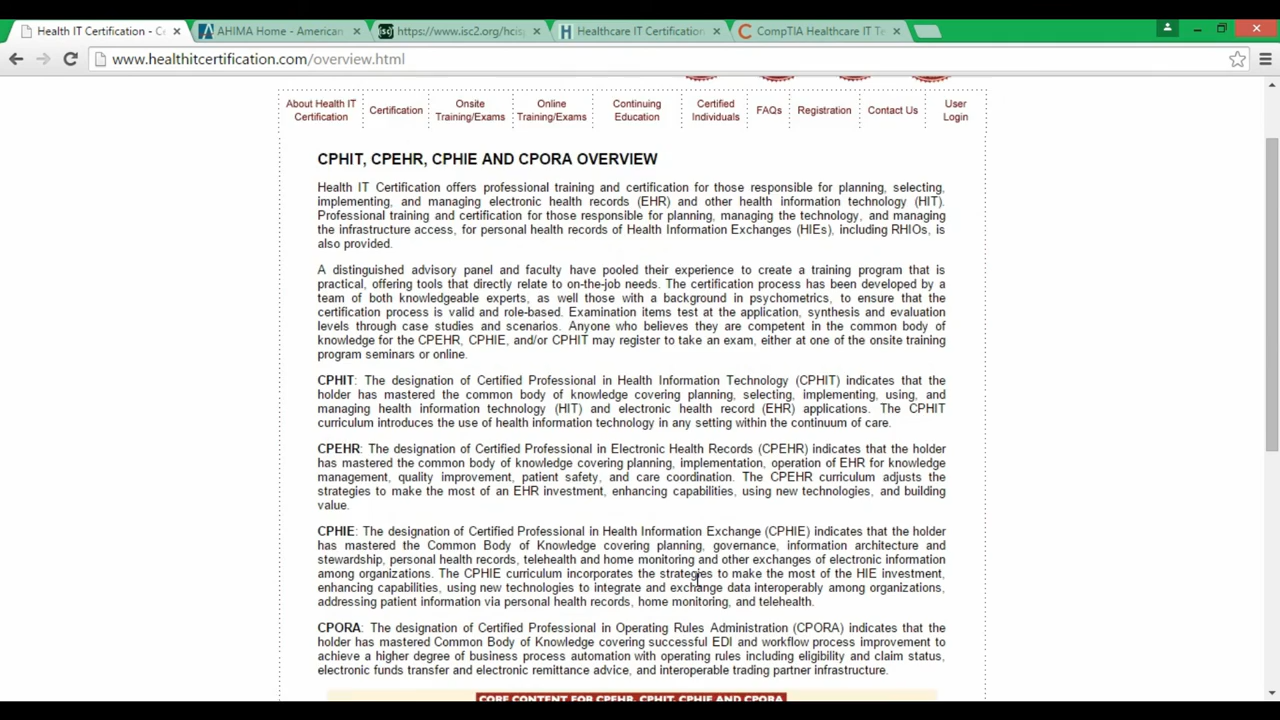 Health IT Certification - C
AHIMA Home - American
https://www.isc2.org/hcis
Healthcare IT Certification
CompTIA Healthcare IT Te
www.healthitcertification.com/overview.html
About Health IT Certification
Certification
Onsite Training/Exams
Online Training/Exams
Continuing Education
Certified Individuals
FAQs
Registration
Contact Us
User Login
CPHIT, CPEHR, CPHIE AND CPORA OVERVIEW
Health IT Certification offers professional training and certification for those responsible for planning, selecting,
implementing, and managing electronic health records (EHR) and other health information technology (HIT).
Professional training and certification for those responsible for planning, managing the technology, and managing
the infrastructure access, for personal health records of Health Information Exchanges (HIEs), including RHIOs, is
also provided.
A distinguished advisory panel and faculty have pooled their experience to create a training program that is
practical, offering tools that directly relate to on-the-job needs. The certification process has been developed by a
team of both knowledgeable experts, as well those with a background in psychometrics, to ensure that the
certification process is valid and role-based. Examination items test at the application, synthesis and evaluation
levels through case studies and scenarios. Anyone who believes they are competent in the common body of
knowledge for the CPEHR, CPHIE, and/or CPHIT may register to take an exam, either at one of the onsite training
program seminars or online.
CPHIT: The designation of Certified Professional in Health Information Technology (CPHIT) indicates that the
holder has mastered the common body of knowledge covering planning, selecting, implementing, using, and
managing health information technology (HIT) and electronic health record (EHR) applications. The CPHIT
curriculum introduces the use of health information technology in any setting within the continuum of care.
CPEHR: The designation of Certified Professional in Electronic Health Records (CPEHR) indicates that the holder
has mastered the common body of knowledge covering planning, implementation, operation of EHR for knowledge
management, quality improvement, patient safety, and care coordination. The CPEHR curriculum adjusts the
strategies to make the most of an EHR investment, enhancing capabilities, using new technologies, and building
value.
CPHIE: The designation of Certified Professional in Health Information Exchange (CPHIE) indicates that the holder
has mastered the Common Body of Knowledge covering planning, governance, information architecture and
stewardship, personal health records, telehealth and home monitoring and other exchanges of electronic information
among organizations. The CPHIE curriculum incorporates the strategies to make the most of the HIE investment,
enhancing capabilities, using new technologies to integrate and exchange data interoperably among organizations,
addressing patient information via personal health records, home monitoring, and telehealth.
CPORA: The designation of Certified Professional in Operating Rules Administration (CPORA) indicates that the
holder has mastered Common Body of Knowledge covering successful EDI and workflow process improvement to
achieve a higher degree of business process automation with operating rules including eligibility and claim status,
electronic funds transfer and electronic remittance advice, and interoperable trading partner infrastructure.
CORE CONTENT FOR CPEHR, CPHIT, CPHIE AND CPORA